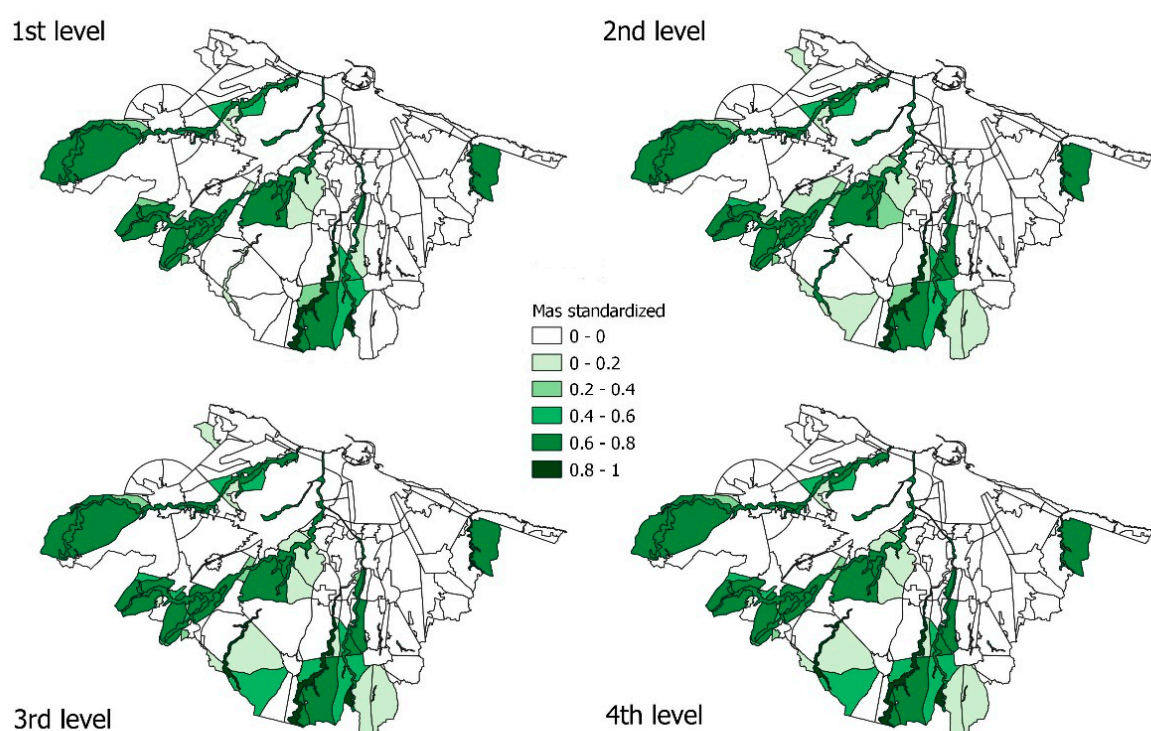 1st level
2nd level
Mas standardized
0 - 0
0 - 0.2
0.2 - 0.4
0.4 - 0.6
0.6 - 0.8
0.8 - 1
3rd level
4th level